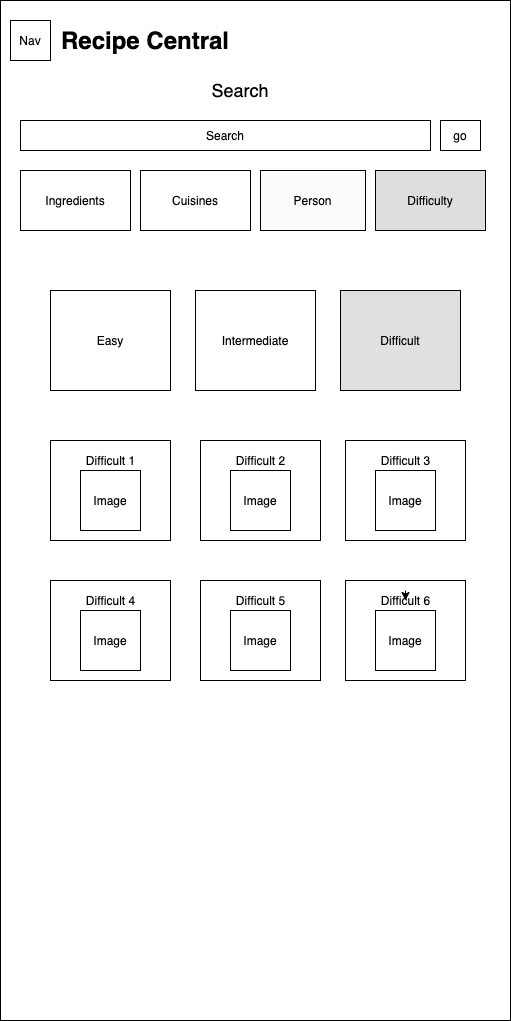 Nav
Recipe Central
Search
Search
go
Ingredients
Cuisines
Person
Difficulty
Easy
Intermediate
Difficult
Difficult 1
Difficult 2
Difficult 3
Image
Image
Image
Difficult 4
Difficult 5
Difficult 6
Image
Image
Image